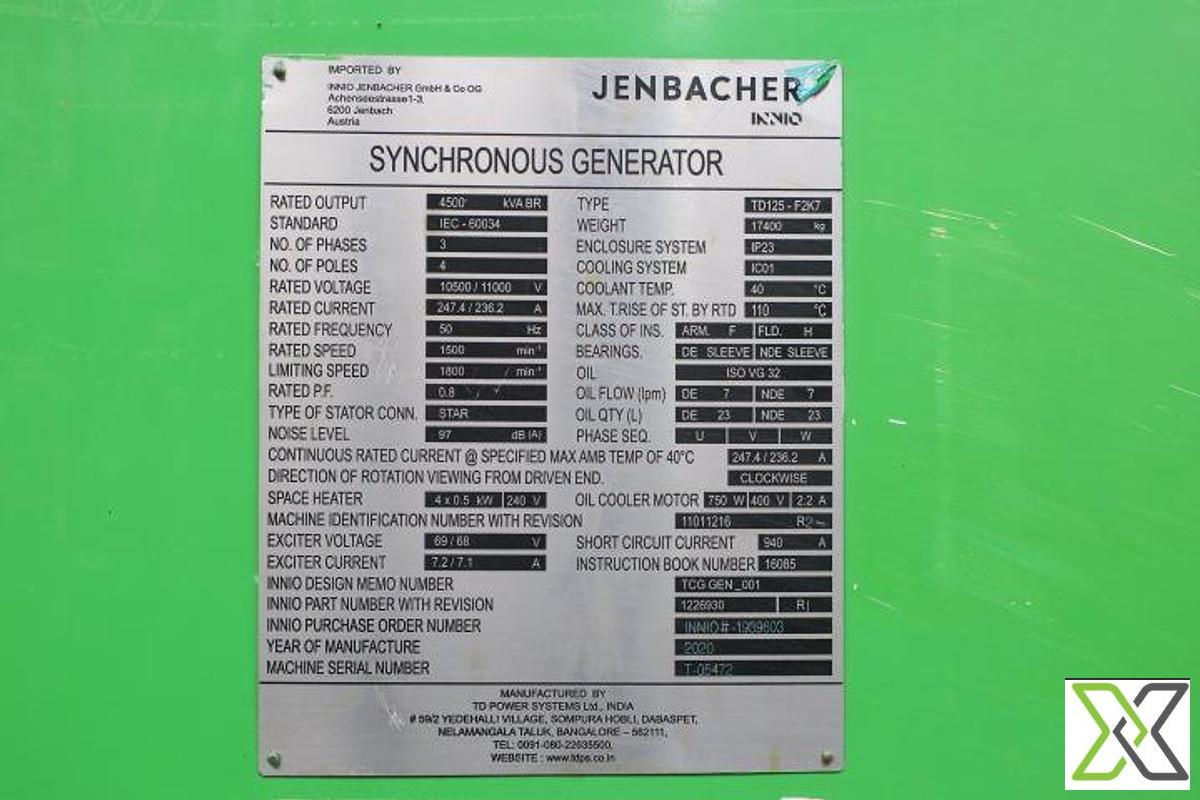 IMPORTED BY
INNIO JENBACHER GmbH & Co OG
Achenseestrasse1-3,
6200 Jenbach
Austria
JENBACHER
INNIO
SYNCHRONOUS GENERATOR
RATED OUTPUT 4500 kVA BR TYPE TD125 - F2K7
STANDARD IEC - 60034 WEIGHT 17400 kg
NO. OF PHASES 3 ENCLOSURE SYSTEM IP23
NO. OF POLES 4 COOLING SYSTEM IC01
RATED VOLTAGE 10500 / 11000 V COOLANT TEMP. 40 °C
RATED CURRENT 247.4 / 236.2 A MAX. T.RISE OF ST. BY RTD 110 °C
RATED FREQUENCY 50 Hz CLASS OF INS. ARM. F FLD. H
RATED SPEED 1500 min⁻¹ BEARINGS. DE SLEEVE NDE SLEEVE
LIMITING SPEED 1800 min⁻¹ OIL ISO VG 32
RATED P.F. 0.8 OIL FLOW (lpm) DE 7 NDE 7
TYPE OF STATOR CONN. STAR OIL QTY (L) DE 23 NDE 23
NOISE LEVEL 97 dB (A) PHASE SEQ. U V W
CONTINUOUS RATED CURRENT @ SPECIFIED MAX AMB TEMP OF 40°C 247.4 / 236.2 A
DIRECTION OF ROTATION VIEWING FROM DRIVEN END. CLOCKWISE
SPACE HEATER 4 x 0.5 kW 240 V OIL COOLER MOTOR 750 W 400 V 2.2 A
MACHINE IDENTIFICATION NUMBER WITH REVISION 11011216 R2
EXCITER VOLTAGE 69 / 68 V SHORT CIRCUIT CURRENT 940 A
EXCITER CURRENT 7.2 / 7.1 A INSTRUCTION BOOK NUMBER 16085
INNIO DESIGN MEMO NUMBER TCG GEN_001
INNIO PART NUMBER WITH REVISION 1226930 R|
INNIO PURCHASE ORDER NUMBER INNIO#-1959603
YEAR OF MANUFACTURE 2020
MACHINE SERIAL NUMBER T-05472
MANUFACTURED BY
TD POWER SYSTEMS Ltd., INDIA
# 59/2 YEDEHALLI VILLAGE, SOMPURA HOBLI, DABASPET,
NELAMANGALA TALUK, BANGALORE – 562111,
TEL: 0091-080-22635500,
WEBSITE : www.tdps.co.in